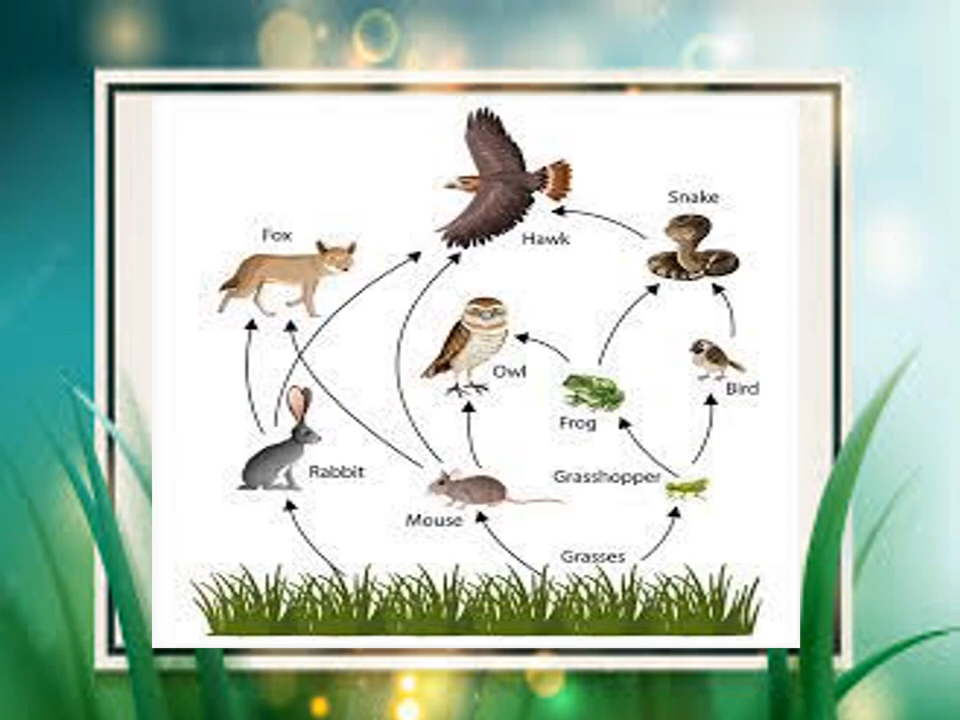 Snake
Fox
Hawk
Owl
Bird
Frog
Rabbit
Grasshopper
Mouse
Grasses